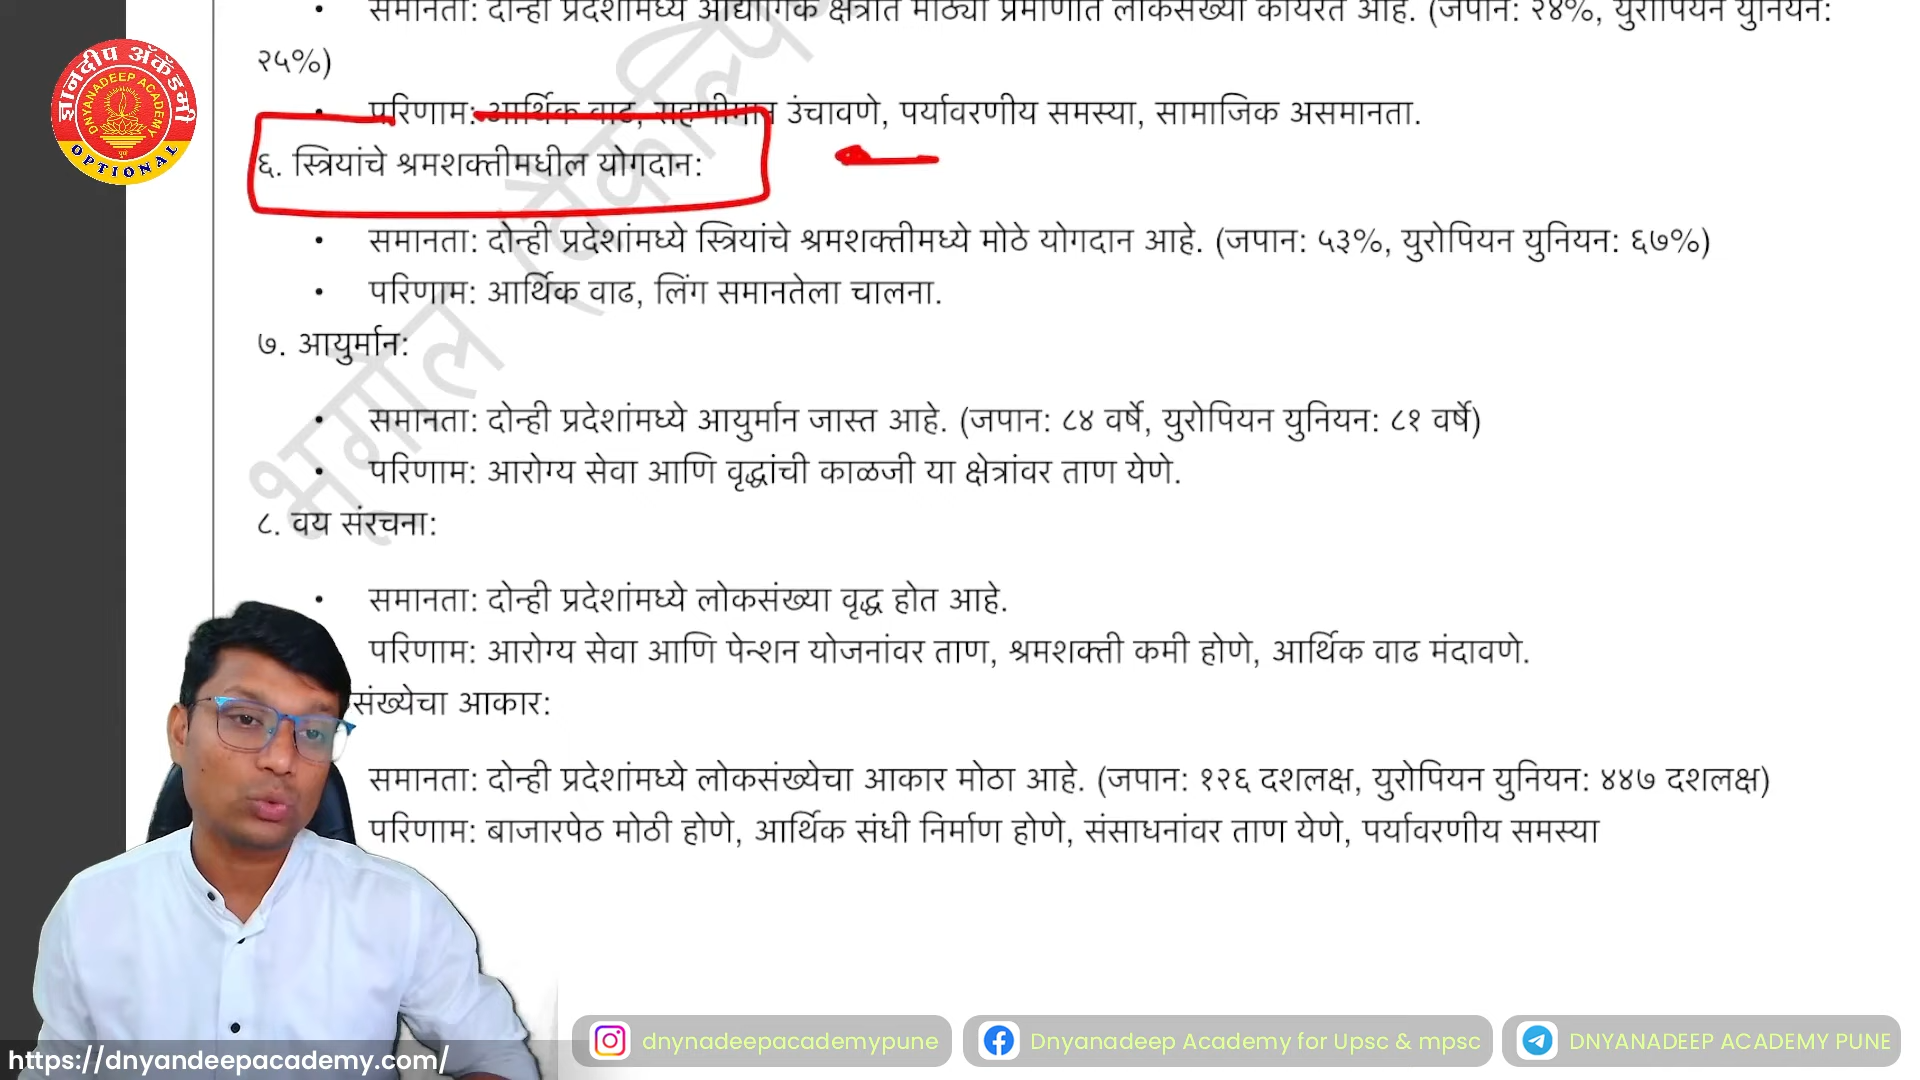 समानता: दोन्ही प्रदेशांमध्ये औद्योगिक क्षेत्रात मोठ्या प्रमाणात लोकसंख्या कार्यरत आहे. (जपान: २४%, युरोपियन युनियन:
२५%)
परिणाम: आर्थिक वाढ, राहणीमान उंचावणे, पर्यावरणीय समस्या, सामाजिक असमानता.
६. स्त्रियांचे श्रमशक्तीमधील योगदान:
समानता: दोन्ही प्रदेशांमध्ये स्त्रियांचे श्रमशक्तीमध्ये मोठे योगदान आहे. (जपान: ५३%, युरोपियन युनियन: ६७%)
परिणाम: आर्थिक वाढ, लिंग समानतेला चालना.
७. आयुर्मान:
समानता: दोन्ही प्रदेशांमध्ये आयुर्मान जास्त आहे. (जपान: ८४ वर्षे, युरोपियन युनियन: ८१ वर्षे)
परिणाम: आरोग्य सेवा आणि वृद्धांची काळजी या क्षेत्रांवर ताण येणे.
८. वय संरचना:
समानता: दोन्ही प्रदेशांमध्ये लोकसंख्या वृद्ध होत आहे.
परिणाम: आरोग्य सेवा आणि पेन्शन योजनांवर ताण, श्रमशक्ती कमी होणे, आर्थिक वाढ मंदावणे.
संख्येचा आकार:
समानता: दोन्ही प्रदेशांमध्ये लोकसंख्येचा आकार मोठा आहे. (जपान: १२६ दशलक्ष, युरोपियन युनियन: ४४७ दशलक्ष)
परिणाम: बाजारपेठ मोठी होणे, आर्थिक संधी निर्माण होणे, संसाधनांवर ताण येणे, पर्यावरणीय समस्या
भूगोल
ज्ञानदीप अॅकॅडमी
DNYANADEEP ACADEMY
पुणे
OPTIONAL
https://dnyandeepacademy.com/
dnynadeepacademypune
Dnyanadeep Academy for Upsc & mpsc
DNYANADEEP ACADEMY PUNE